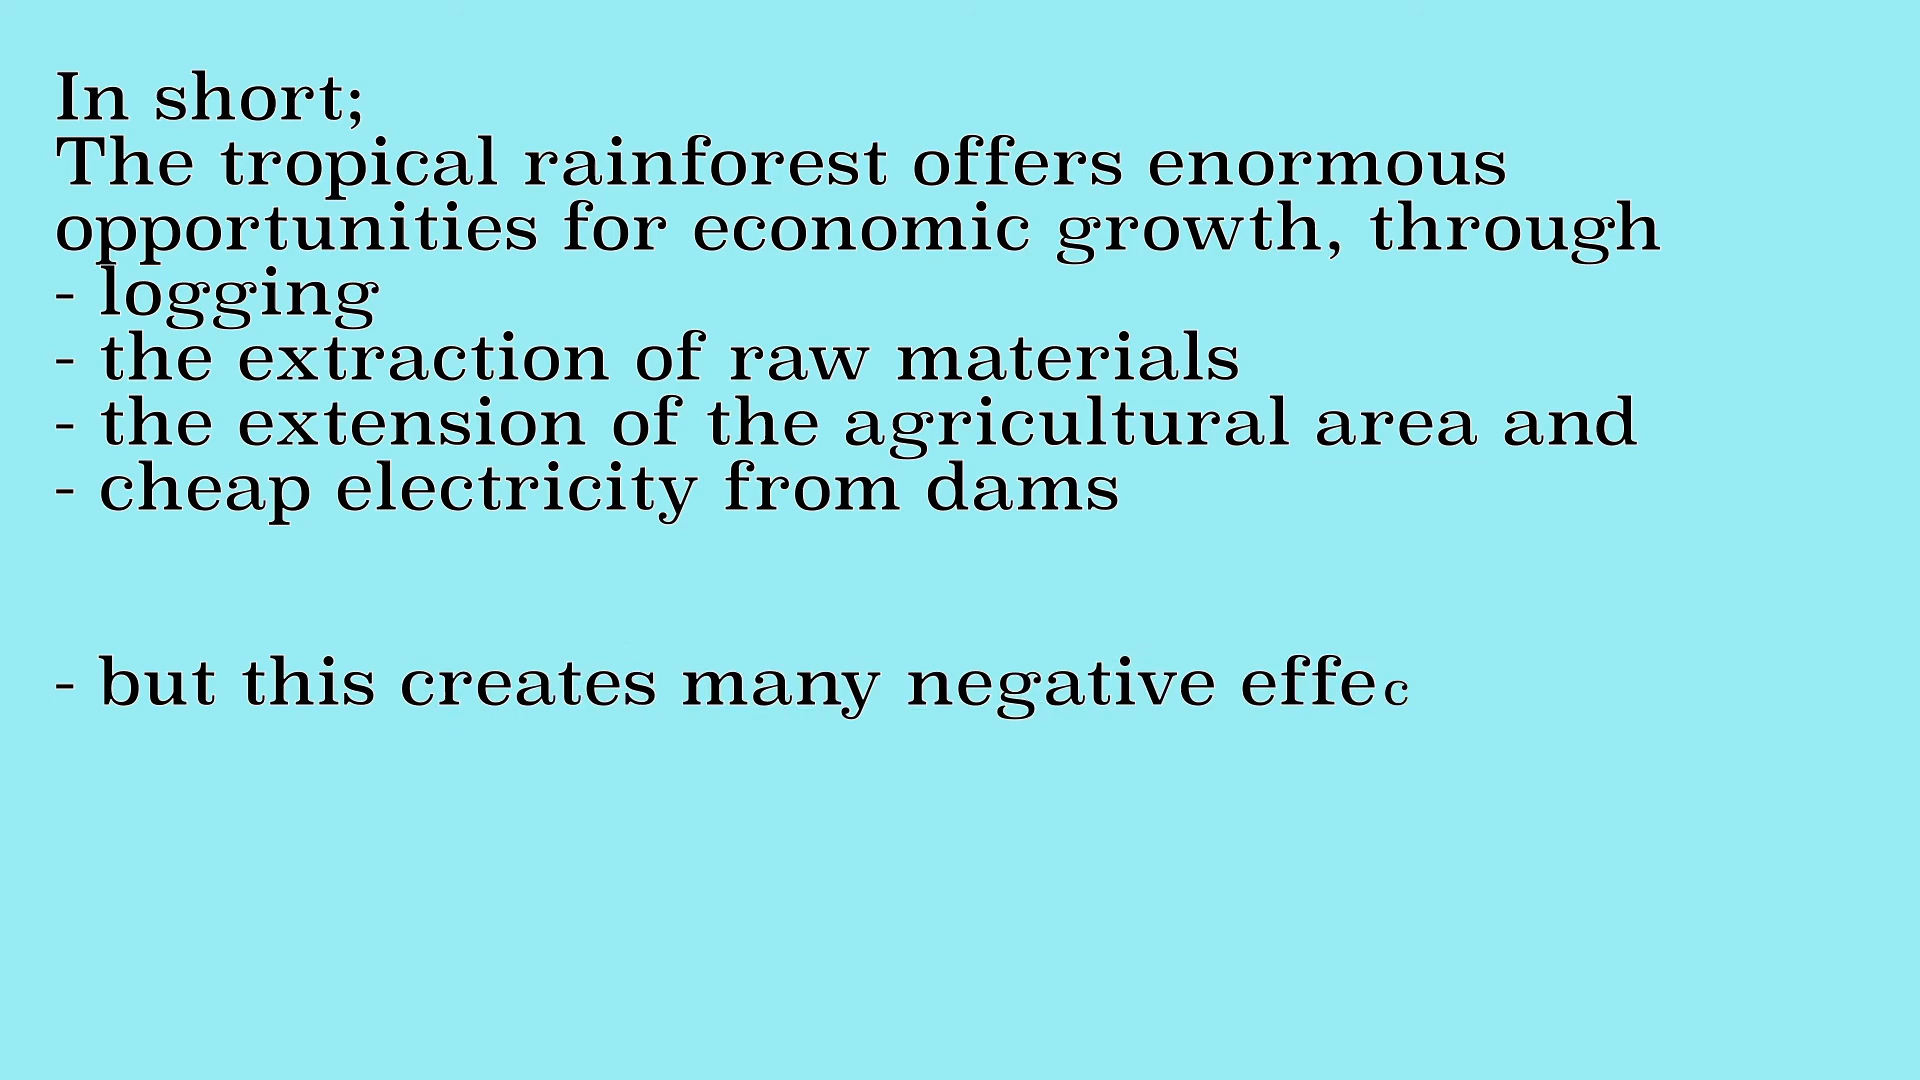 In short;
The tropical rainforest offers enormous
opportunities for economic growth, through
- logging
- the extraction of raw materials
- the extension of the agricultural area and
- cheap electricity from dams
- but this creates many negative effec